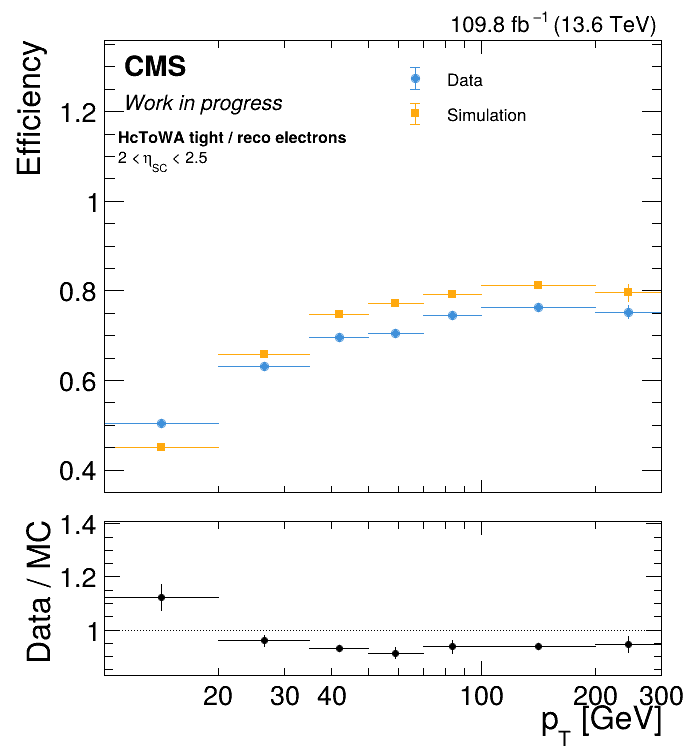 109.8 fb⁻¹ (13.6 TeV)
CMS
Work in progress
HcToWA tight / reco electrons
2 < η_SC < 2.5
Data
Simulation
Efficiency
1.2
1
0.8
0.6
0.4
Data / MC
1.4
1.2
1
20 30 40 100 200 300
p_T [GeV]